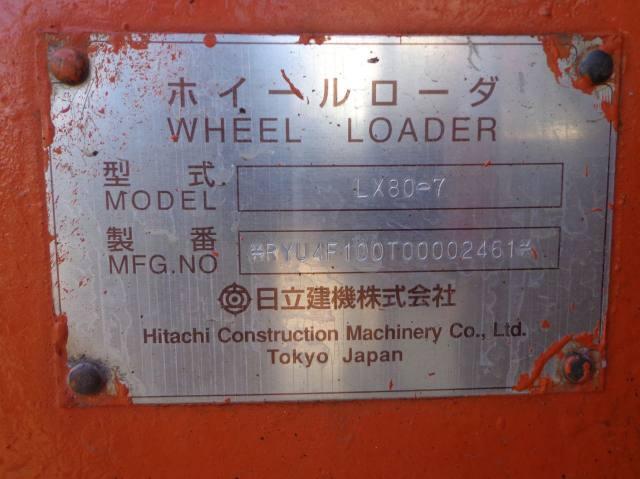 ホイールローダ
WHEEL LOADER
型式 LX80-7
MODEL
製番 *RYU4F100T00002461*
MFG.NO
日立建機株式会社
Hitachi Construction Machinery Co., Ltd.
Tokyo Japan